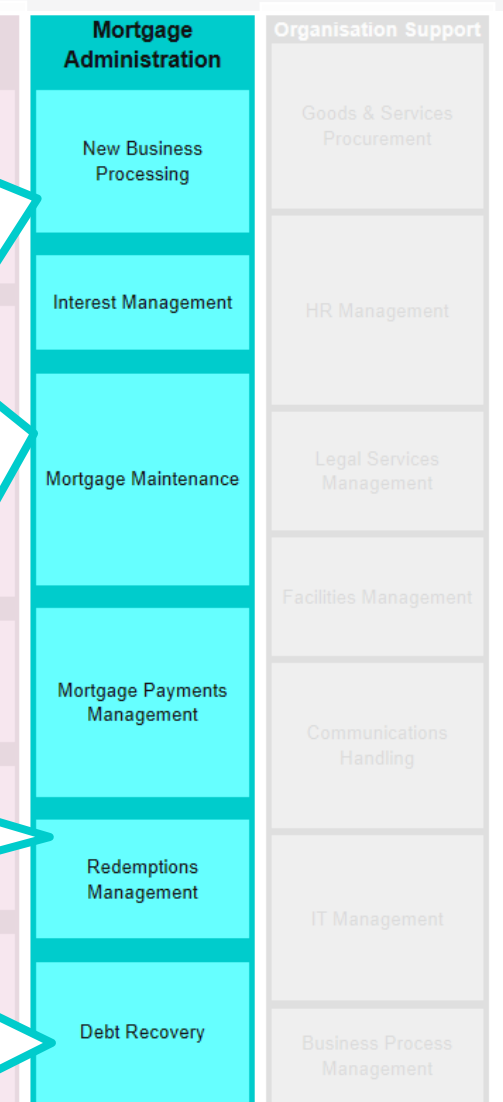 Mortgage
Administration
New Business
Processing
Interest Management
Mortgage Maintenance
Mortgage Payments
Management
Redemptions
Management
Debt Recovery
Organisation Support
Goods & Services
Procurement
HR Management
Legal Services
Management
Facilities Management
Communications
Handling
IT Management
Business Process
Management